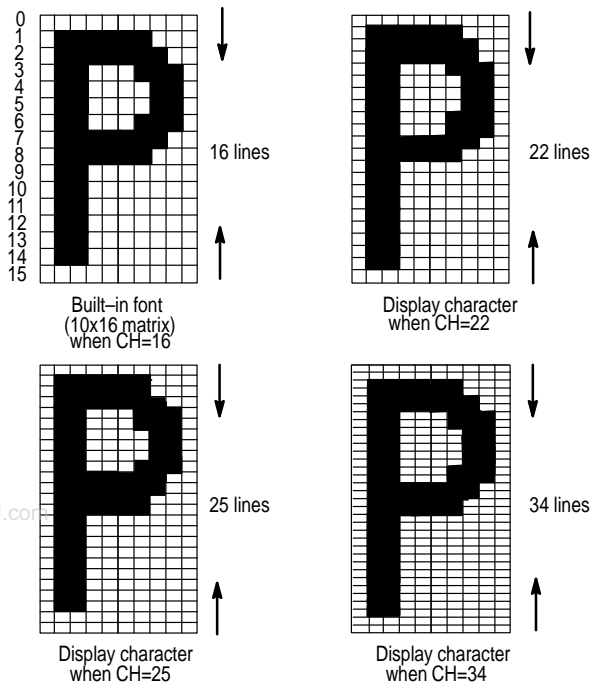 0
1
2
3
4
5
6
7
8
9
10
11
12
13
14
15
16 lines
22 lines
Built–in font
(10x16 matrix)
when CH=16
Display character
when CH=22
25 lines
34 lines
.com
Display character
when CH=25
Display character
when CH=34